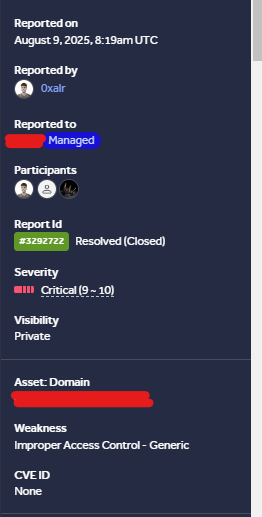 Reported on
August 9, 2025, 8:19am UTC
Reported by
0xalr
Reported to
Managed
Participants
Report Id
#3292722 Resolved (Closed)
Severity
Critical (9 ~ 10)
Visibility
Private
Asset: Domain
Weakness
Improper Access Control - Generic
CVE ID
None